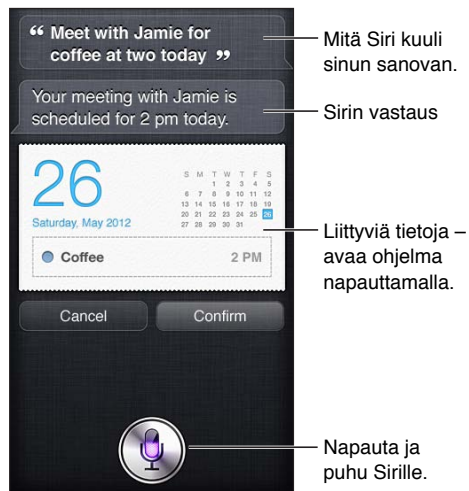 “ Meet with Jamie for
coffee at two today ”
Mitä Siri kuuli
sinun sanovan.
Your meeting with Jamie is
scheduled for 2 pm today.
Sirin vastaus
26
Saturday, May 2012
S M T W T F S
1 2 3 4 5
6 7 8 9 10 11 12
13 14 15 16 17 18 19
20 21 22 23 24 25 26
27 28 29 30 31
Liittyviä tietoja –
avaa ohjelma
napauttamalla.
Coffee 2 PM
Cancel Confirm
Napauta ja
puhu Sirille.